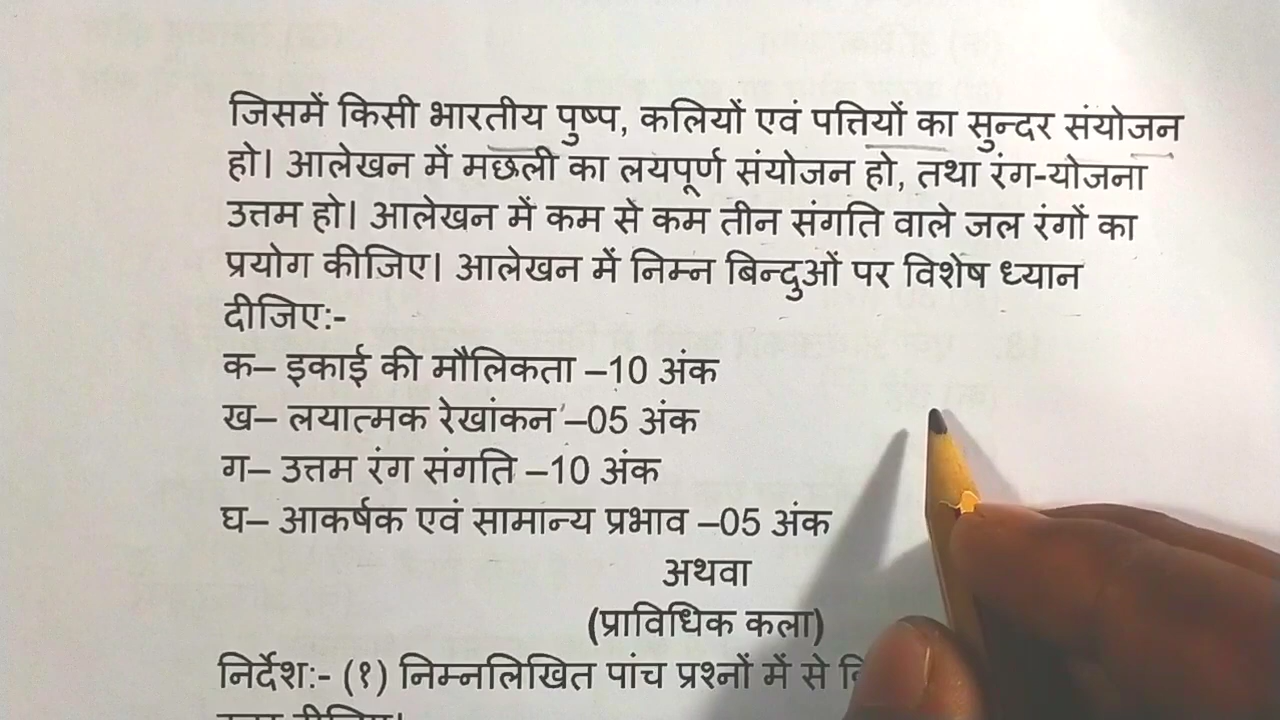 जिसमें किसी भारतीय पुष्प, कलियों एवं पत्तियों का सुन्दर संयोजन
हो। आलेखन में मछली का लयपूर्ण संयोजन हो, तथा रंग-योजना
उत्तम हो। आलेखन में कम से कम तीन संगति वाले जल रंगों का
प्रयोग कीजिए। आलेखन में निम्न बिन्दुओं पर विशेष ध्यान
दीजिए:-
क– इकाई की मौलिकता –10 अंक
ख– लयात्मक रेखांकन –05 अंक
ग– उत्तम रंग संगति –10 अंक
घ– आकर्षक एवं सामान्य प्रभाव –05 अंक
अथवा
(प्राविधिक कला)
निर्देश:- (१) निम्नलिखित पांच प्रश्नों में से